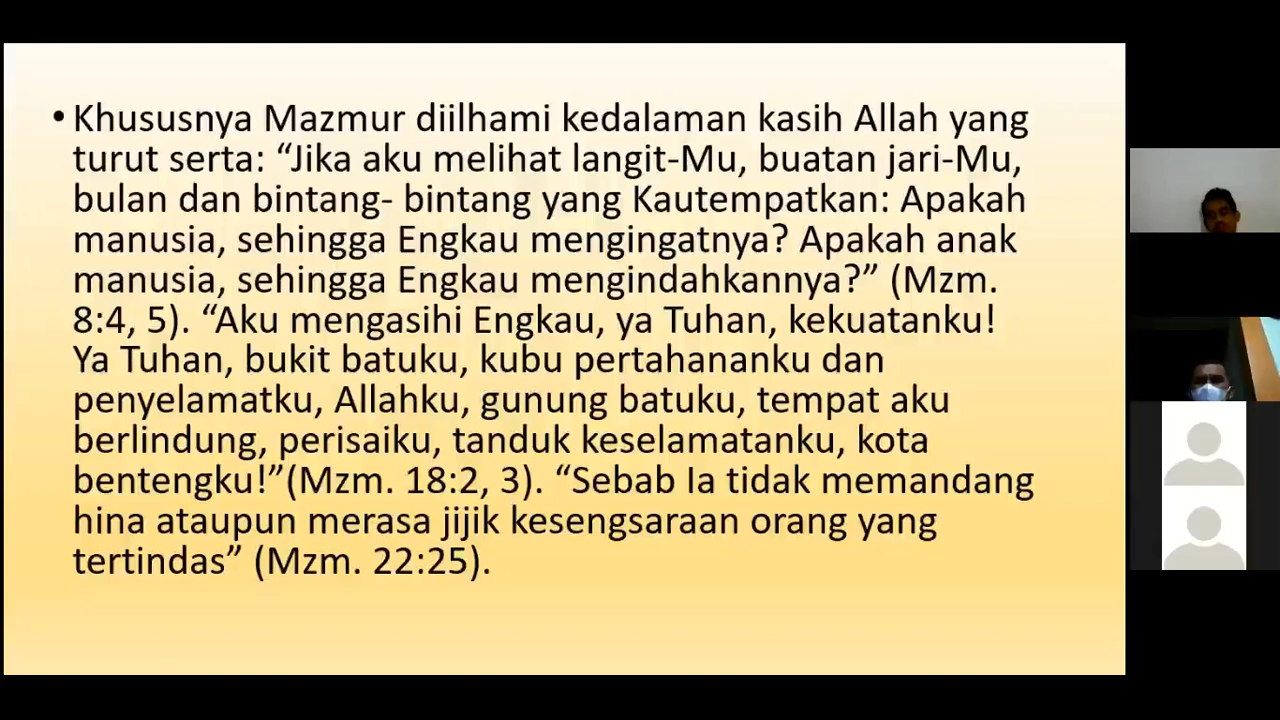 • Khususnya Mazmur diilhami kedalaman kasih Allah yang
turut serta: “Jika aku melihat langit-Mu, buatan jari-Mu,
bulan dan bintang- bintang yang Kautempatkan: Apakah
manusia, sehingga Engkau mengingatnya? Apakah anak
manusia, sehingga Engkau mengindahkannya?” (Mzm.
8:4, 5). “Aku mengasihi Engkau, ya Tuhan, kekuatanku!
Ya Tuhan, bukit batuku, kubu pertahananku dan
penyelamatku, Allahku, gunung batuku, tempat aku
berlindung, perisaiku, tanduk keselamatanku, kota
bentengku!”(Mzm. 18:2, 3). “Sebab Ia tidak memandang
hina ataupun merasa jijik kesengsaraan orang yang
tertindas” (Mzm. 22:25).